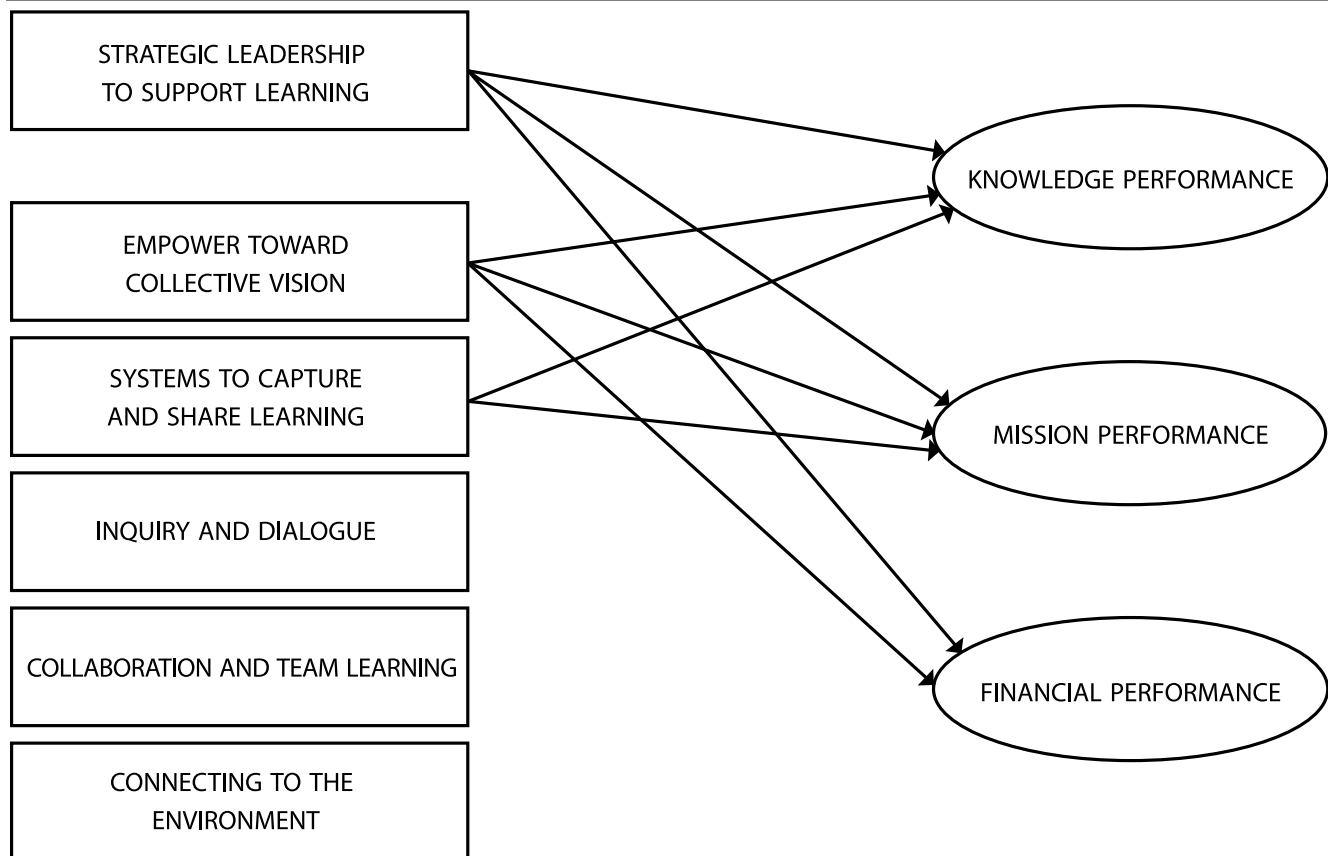 STRATEGIC LEADERSHIP
TO SUPPORT LEARNING
EMPOWER TOWARD
COLLECTIVE VISION
SYSTEMS TO CAPTURE
AND SHARE LEARNING
INQUIRY AND DIALOGUE
COLLABORATION AND TEAM LEARNING
CONNECTING TO THE
ENVIRONMENT
KNOWLEDGE PERFORMANCE
MISSION PERFORMANCE
FINANCIAL PERFORMANCE